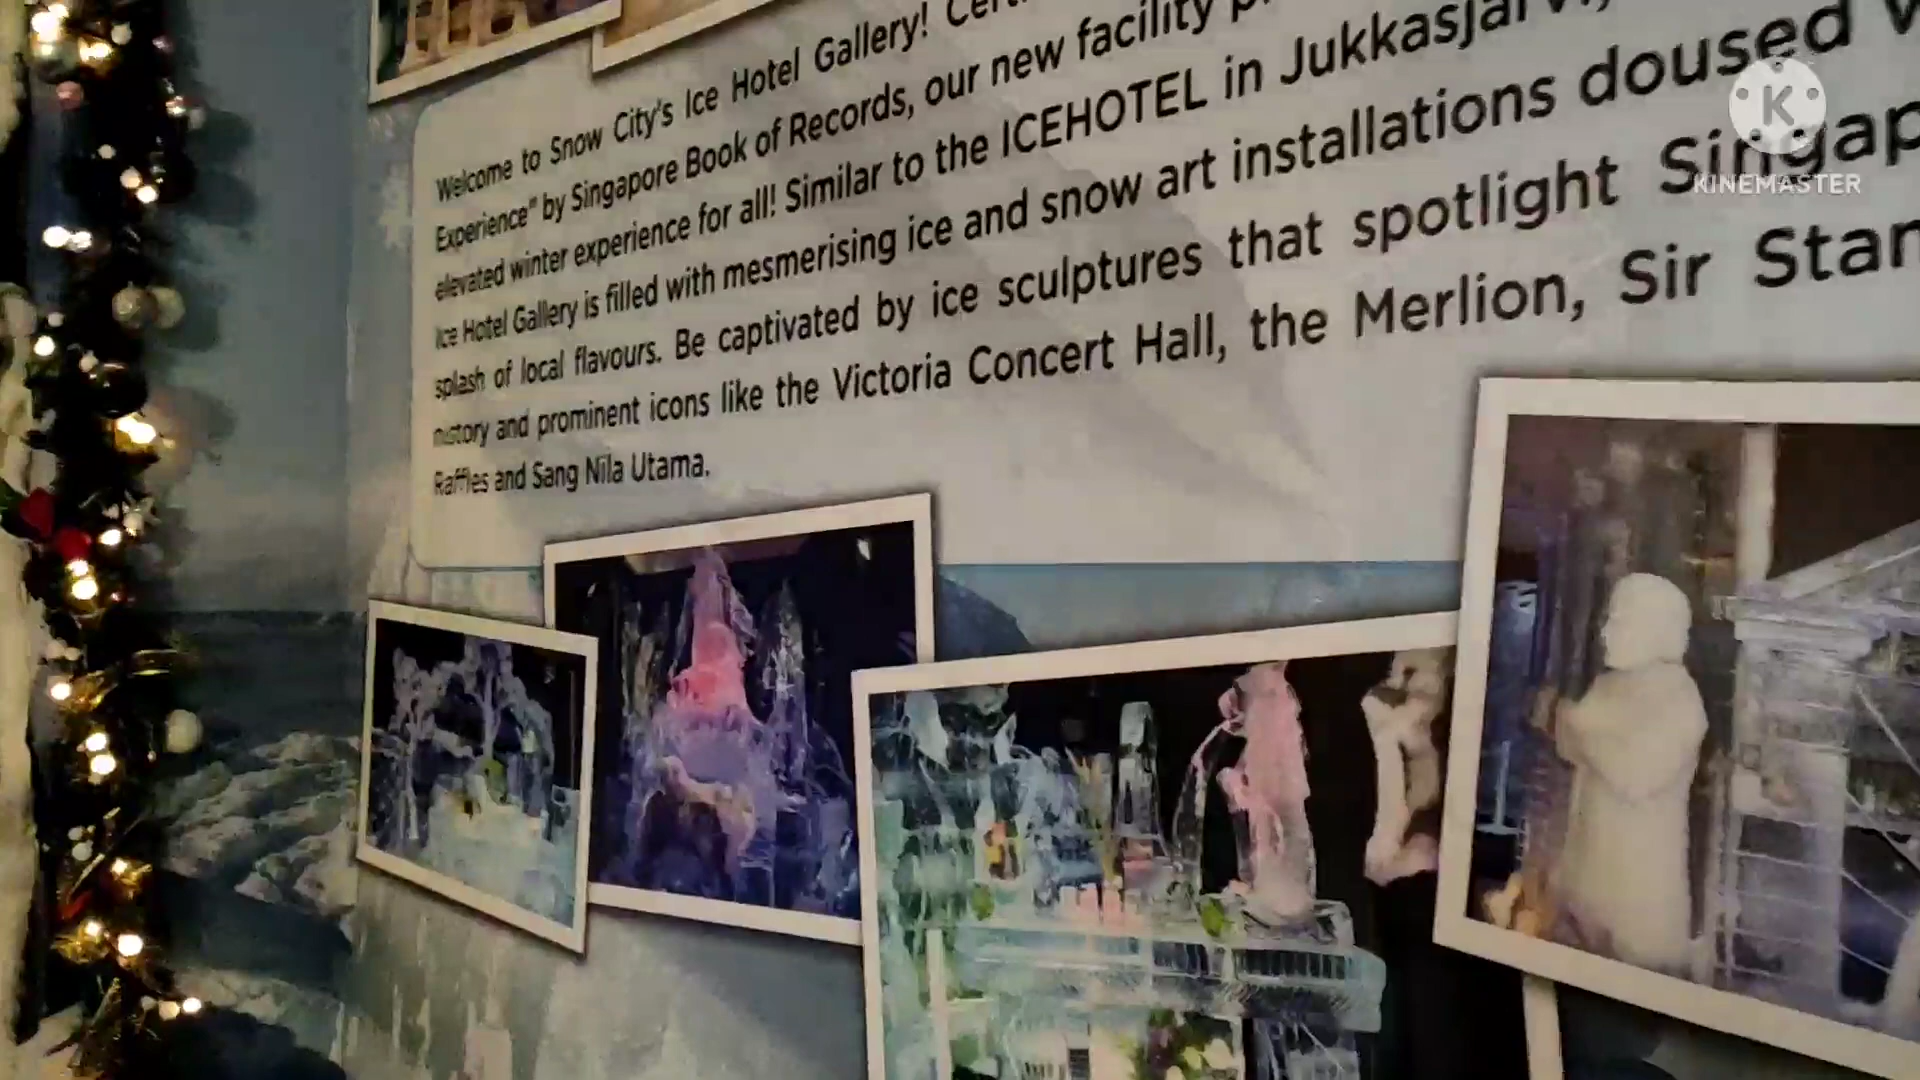 Welcome to Snow City's Ice Hotel Gallery!
Experience" by Singapore Book of Records, our new facility
elevated winter experience for all! Similar to the ICEHOTEL in Jukkasjärvi,
Ice Hotel Gallery is filled with mesmerising ice and snow art installations doused
splash of local flavours. Be captivated by ice sculptures that spotlight Singap
history and prominent icons like the Victoria Concert Hall, the Merlion, Sir Stam
Raffles and Sang Nila Utama.
K
KINEMASTER